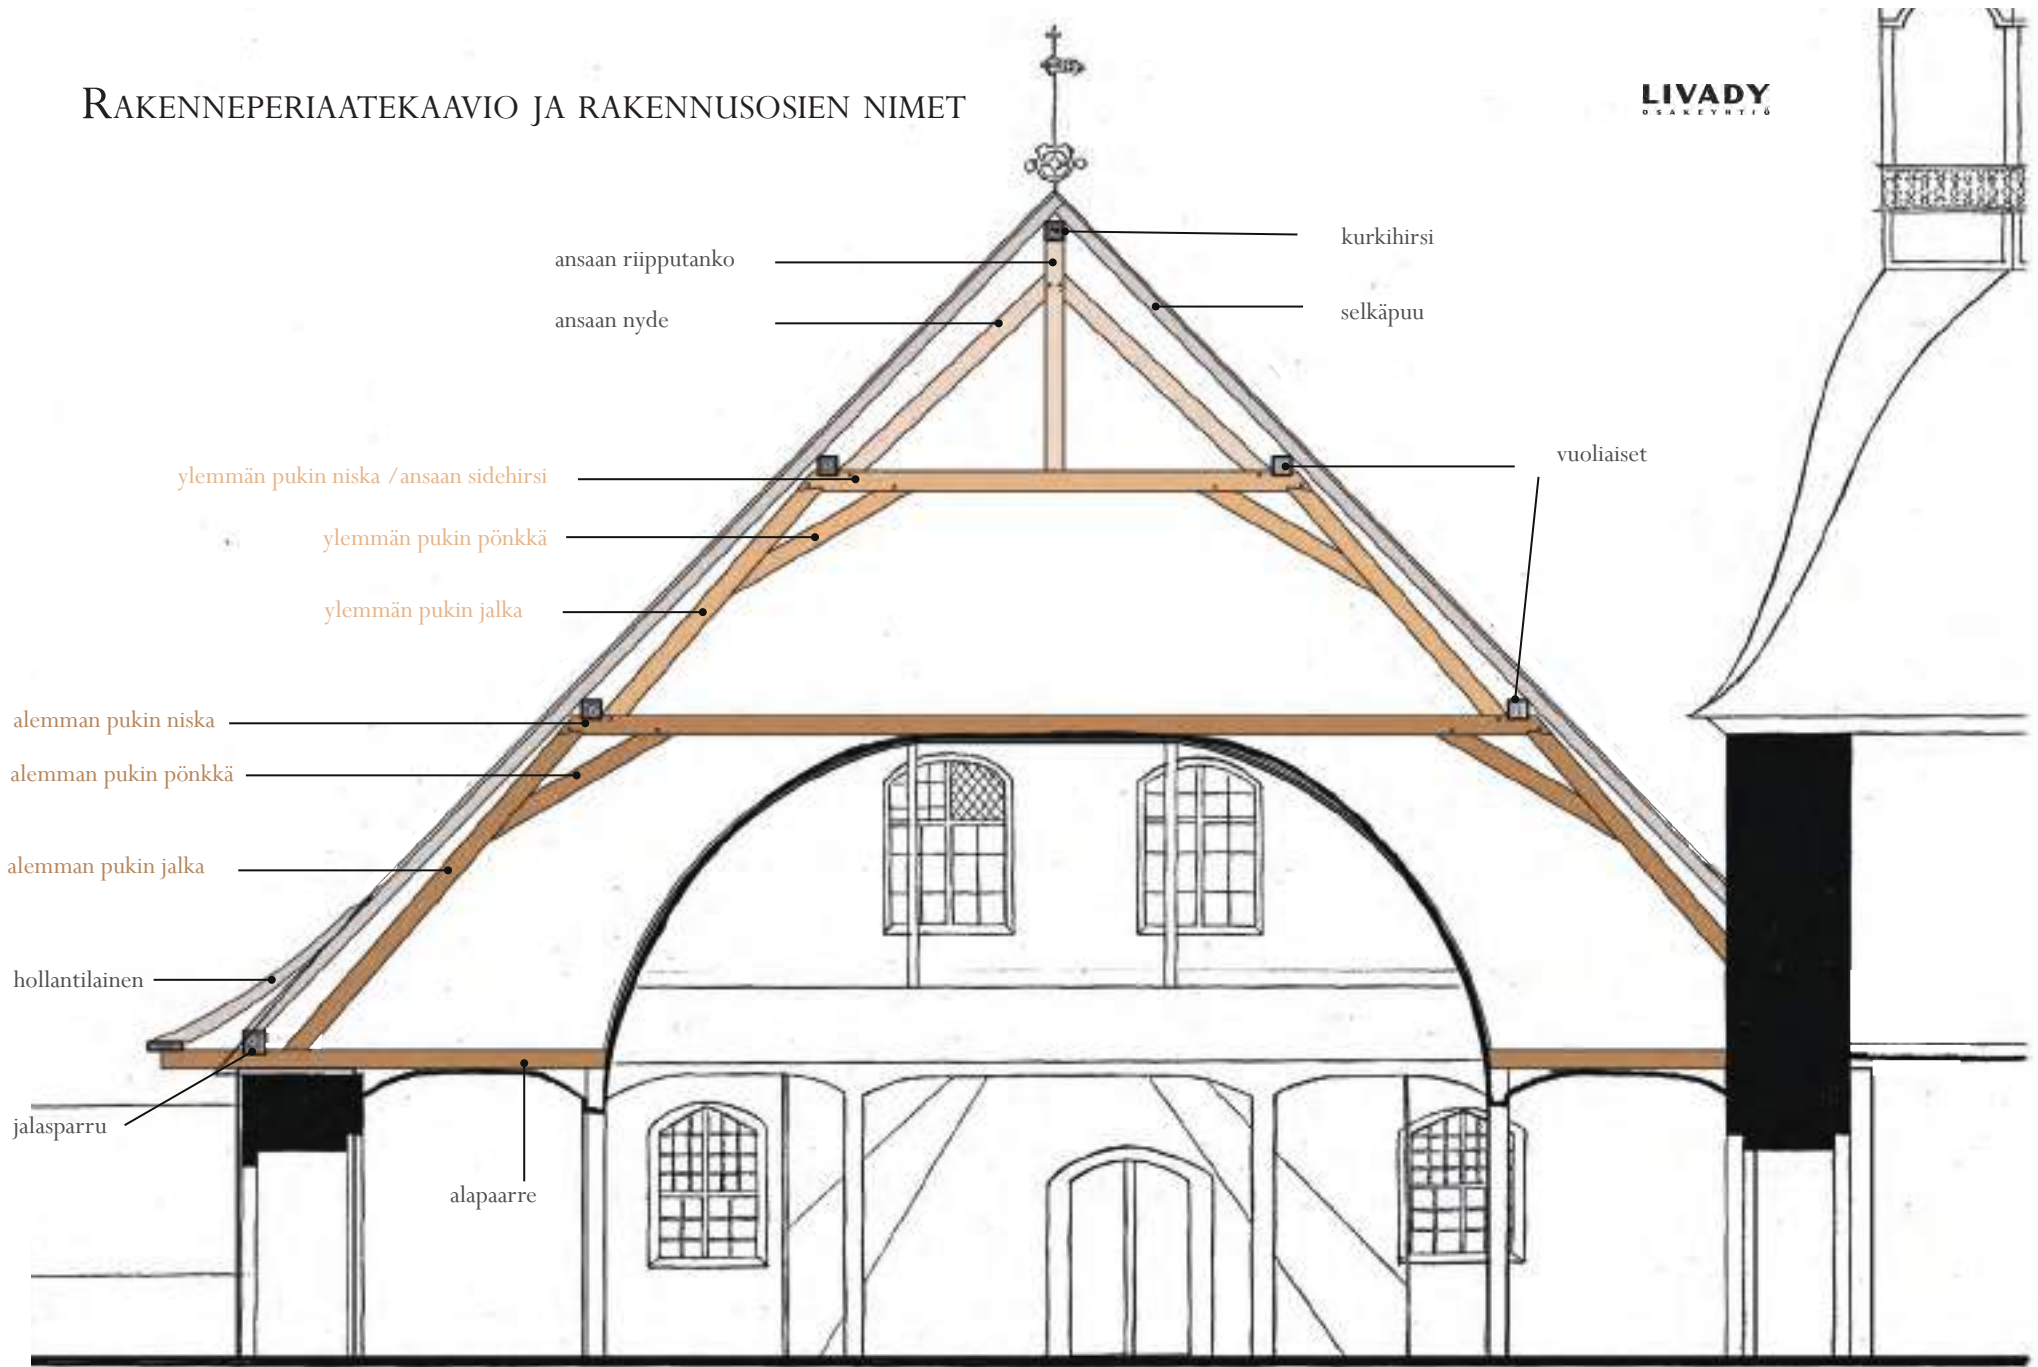 RAKENNEPERIAATEKAAVIO JA RAKENNUSOSIEN NIMET
LIVADY
OSAKEYHTIÖ
kurkihirsi
ansaan riipputanko
selkäpuu
ansaan nyde
vuoliaiset
ylemmän pukin niska /ansaan sidehirsi
ylemmän pukin pönkkä
ylemmän pukin jalka
alemman pukin niska
alemman pukin pönkkä
alemman pukin jalka
hollantilainen
jalasparru
alapaarre